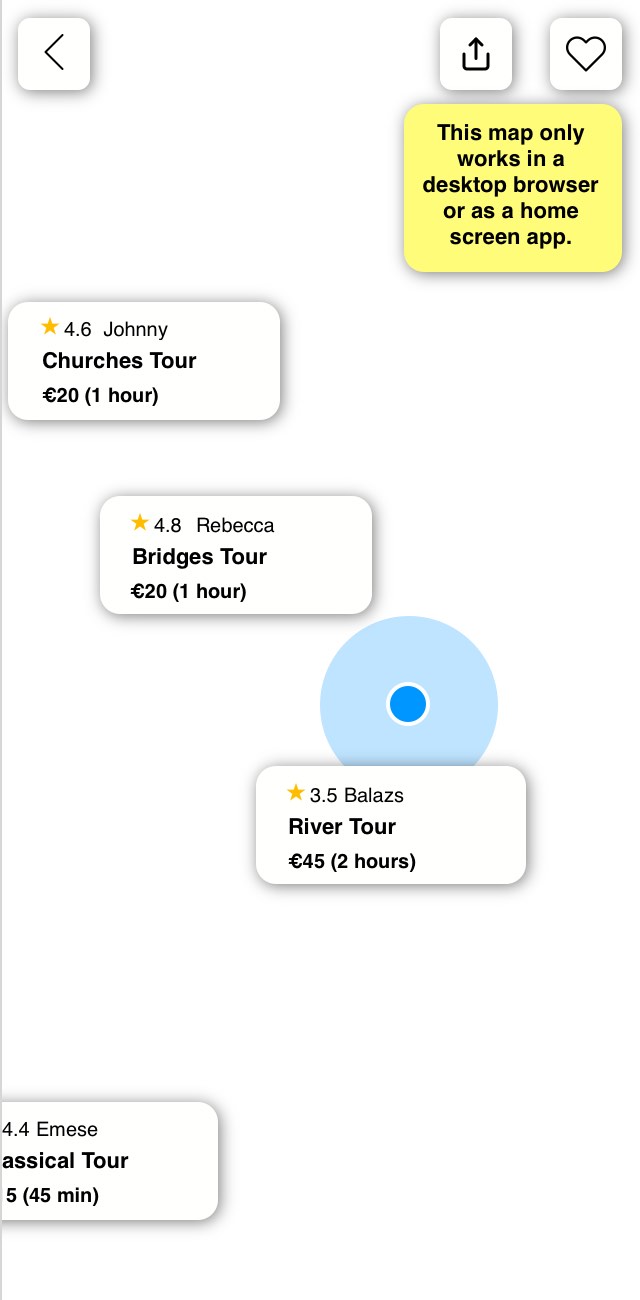 This map only
works in a
desktop browser
or as a home
screen app.
4.6 Johnny
Churches Tour
€20 (1 hour)
4.8 Rebecca
Bridges Tour
€20 (1 hour)
3.5 Balazs
River Tour
€45 (2 hours)
4.4 Emese
assical Tour
5 (45 min)